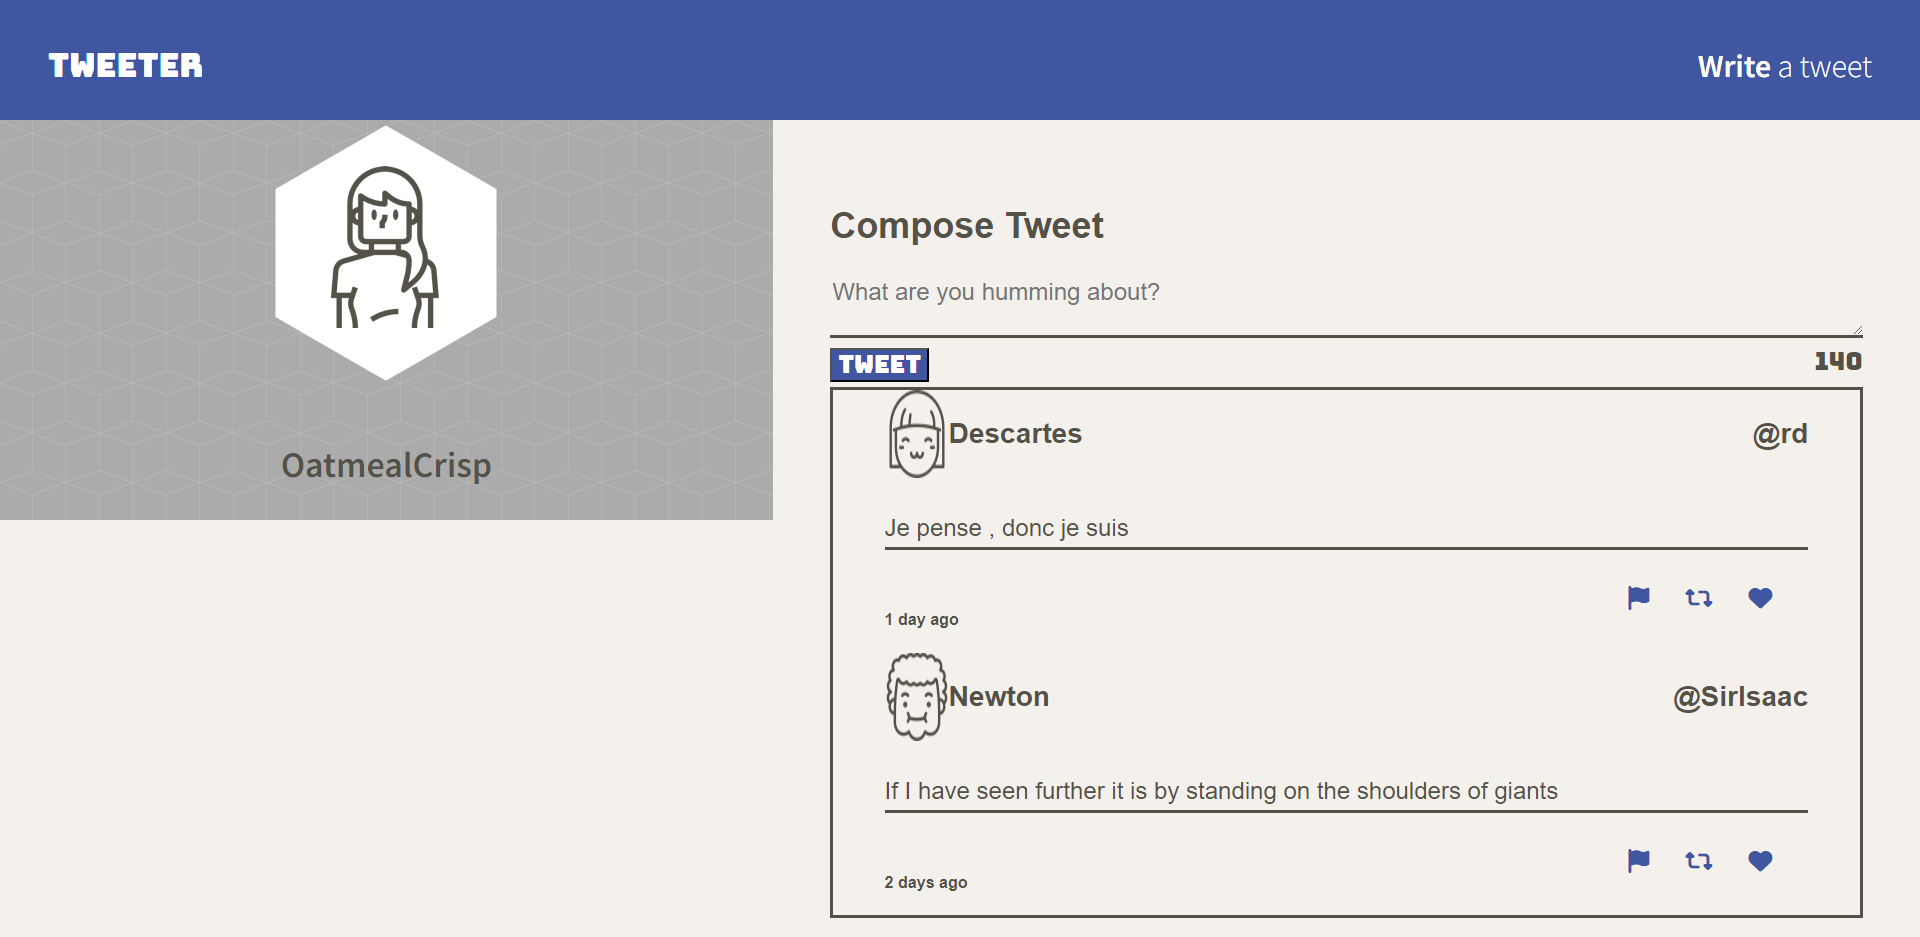 TWEETER
Write a tweet
OatmealCrisp
Compose Tweet
What are you humming about?
TWEET
140
Descartes
@rd
Je pense , donc je suis
1 day ago
Newton
@SirIsaac
If I have seen further it is by standing on the shoulders of giants
2 days ago